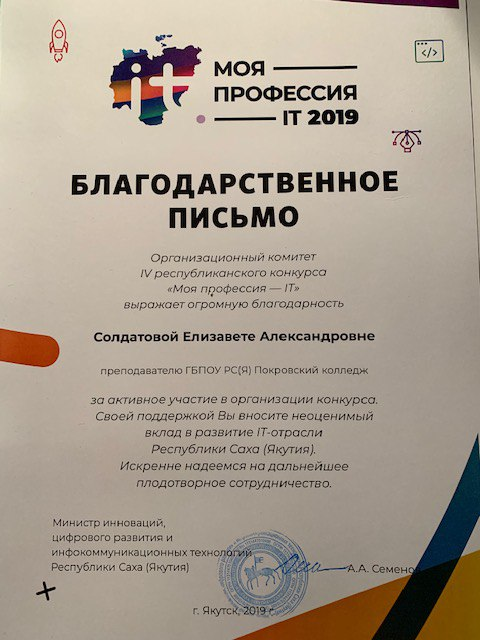 </>
it
МОЯ
ПРОФЕССИЯ
IT 2019
БЛАГОДАРСТВЕННОЕ
ПИСЬМО
Организационный комитет
IV республиканского конкурса
«Моя профессия — IT»
выражает огромную благодарность
Солдатовой Елизавете Александровне
преподавателю ГБПОУ РС(Я) Покровский колледж
за активное участие в организации конкурса.
Своей поддержкой Вы вносите неоценимый
вклад в развитие IT-отрасли
Республики Саха (Якутия).
Искренне надеемся на дальнейшее
плодотворное сотрудничество.
Министр инноваций,
цифрового развития и
инфокоммуникационных технологий
Республики Саха (Якутия)
А.А. Семенов
г. Якутск, 2019 г.